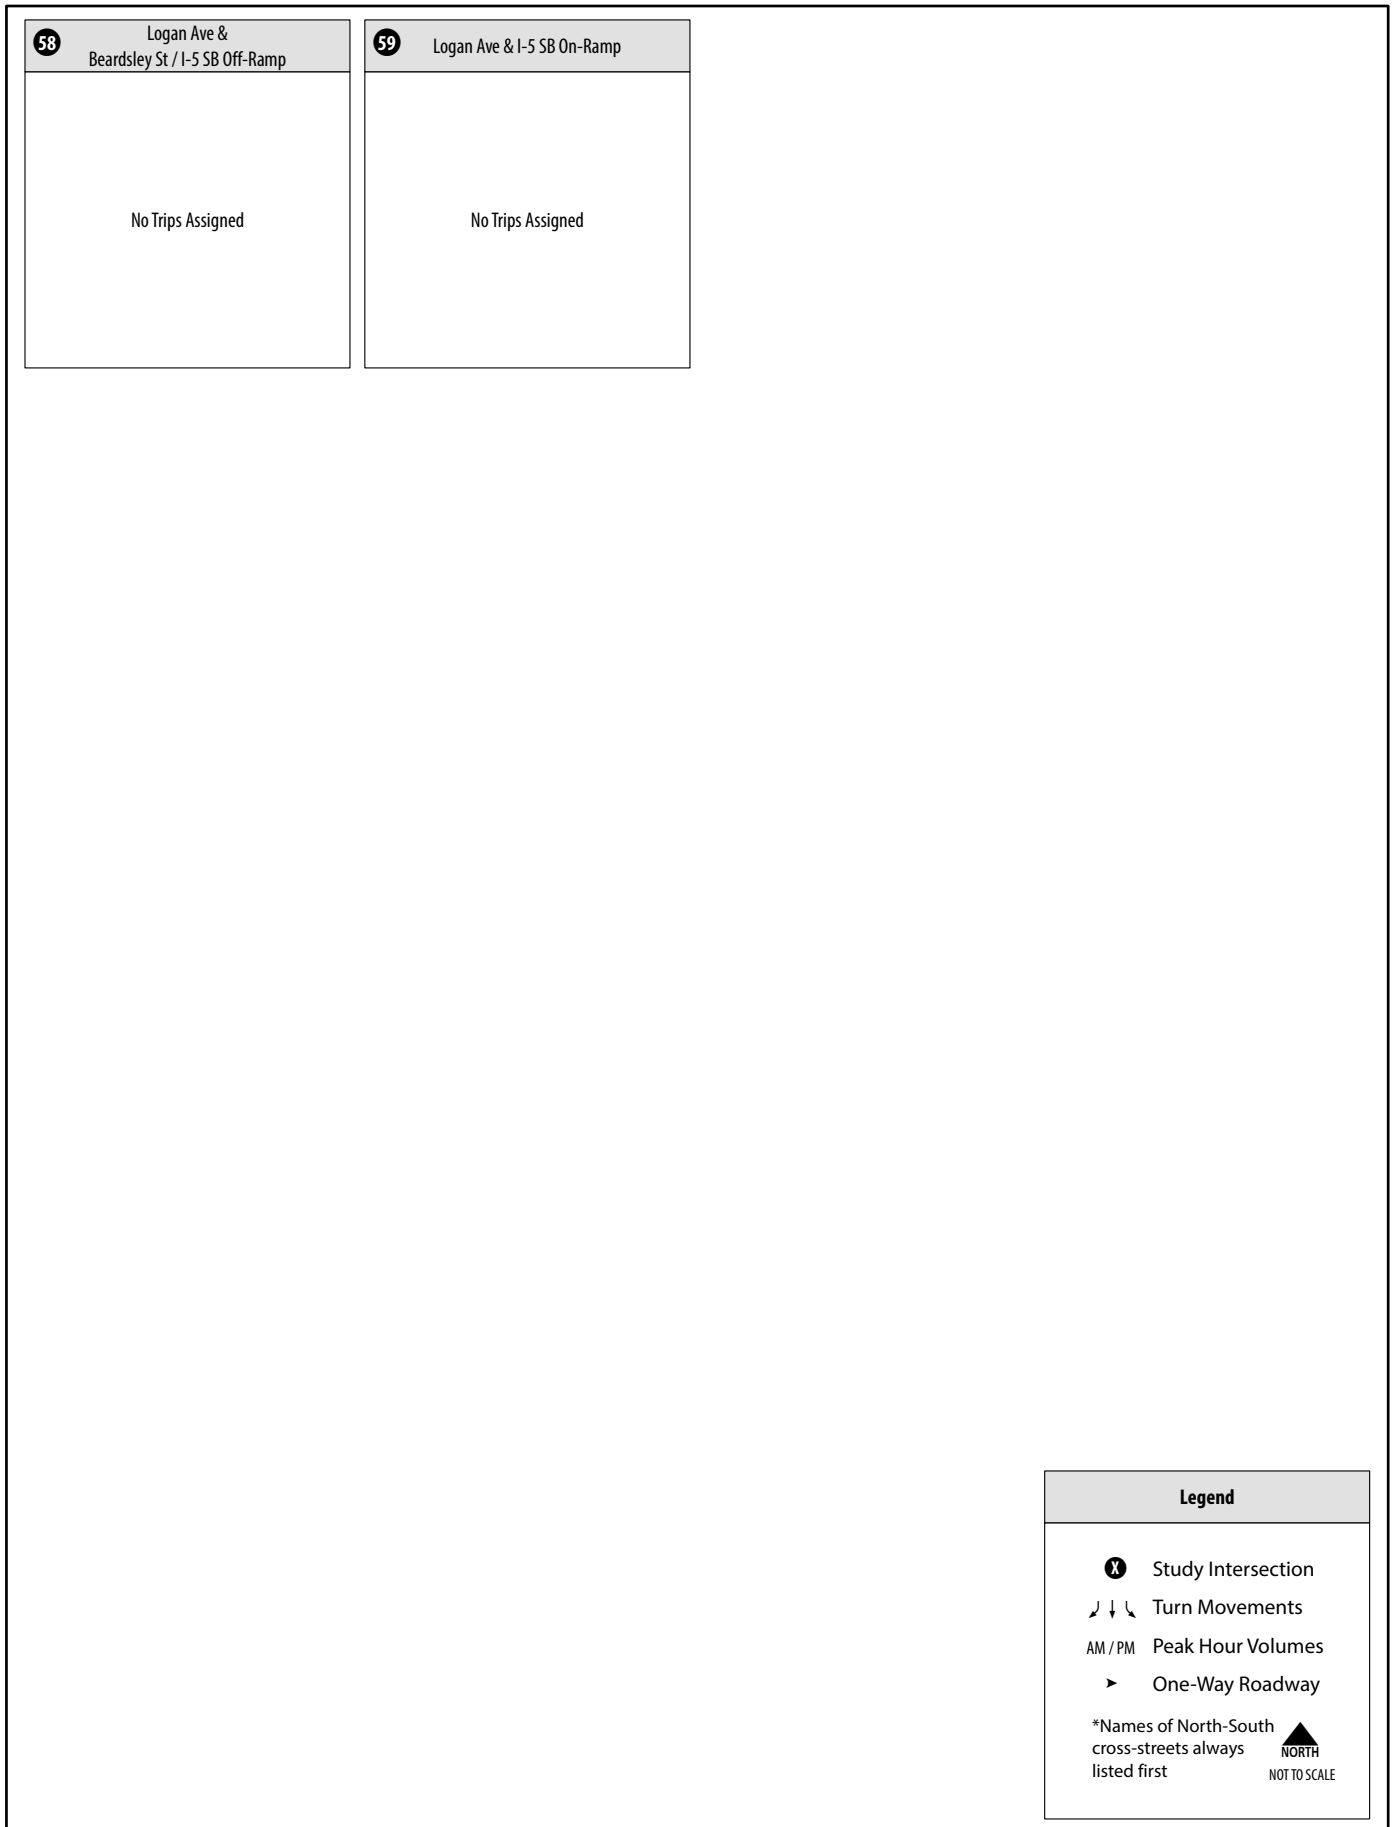 58
Logan Ave &
Beardsley St / I-5 SB Off-Ramp
No Trips Assigned
59
Logan Ave & I-5 SB On-Ramp
No Trips Assigned
Legend
X Study Intersection
Turn Movements
AM / PM Peak Hour Volumes
One-Way Roadway
*Names of North-South
cross-streets always
listed first
NORTH
NOT TO SCALE